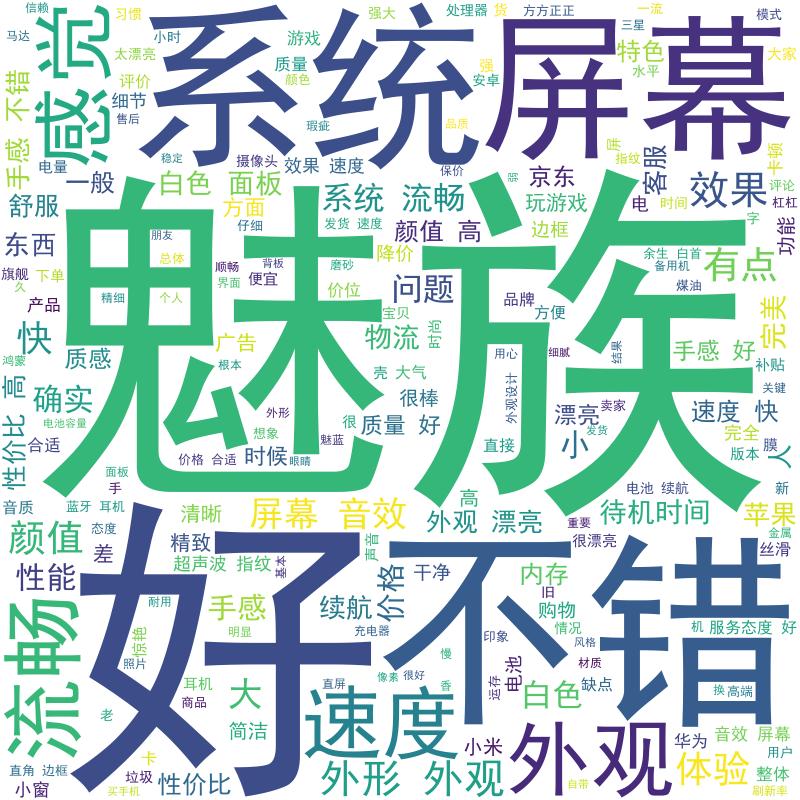 信赖
习惯
马达
感觉
系统
屏幕
强大
处理器
货
方方正正
一流
模式
三星
大家
太漂亮
小时
游戏
特色
水平
手感 不错
评价
质量
颜色
强
安卓
细节
售后
瑕疵
品质
卡顿
电量
一般
稳定
摄像头
效果 速度
保价
弱
京东
客服
指纹
效果
评论
杠杠
功能
舒服
白色 面板
方面
系统 流畅
玩游戏
电
时间
字
仔细
发货 速度
颜值 高
边框
东西
朋友
总体
顺畅
背板
磨砂
降价
余生 白首
备用机
有点
旗舰
久
下单
界面
便宜
问题
魅族
产品
精细
个人
价位
宝贝
品牌
方便
煤油
完美
快
广告
物流
时尚
质感
鸿蒙
根本
壳 大气
用心
细腻
结果
手感 好
补贴
确实
很棒
外观设计
关键
性价比 高
电池容量
外形
很
质量 好
漂亮
卖家
速度 快
合适
想象
魅蓝
直接
小
发货
完全
版本
膜
人
价格 合适
时候
眼睛
面板
手
音质
蓝牙 耳机
清晰
屏幕 音效
高
电池 续航
新
外观 漂亮
重要
待机时间
苹果
金属
颜值
态度
差
精致
声音
很漂亮
丝滑
性能
超声波 指纹
基本
好
不错
价格
干净
内存
流畅
耐用
手感
续航
旧
购物
机
服务态度 好
惊艳
明显
充电器
印象
情况
风格
照片
慢
材质
耳机
大
直屏
像素
很好
香
运存
电池
白色
缺点
换
高端
商品
老
简洁
速度
外观
音效 屏幕
卡
小米
华为
用户
直角 边框
垃圾
性价比
外形 外观
体验
整体
小窗
买手机
自带
刷新率